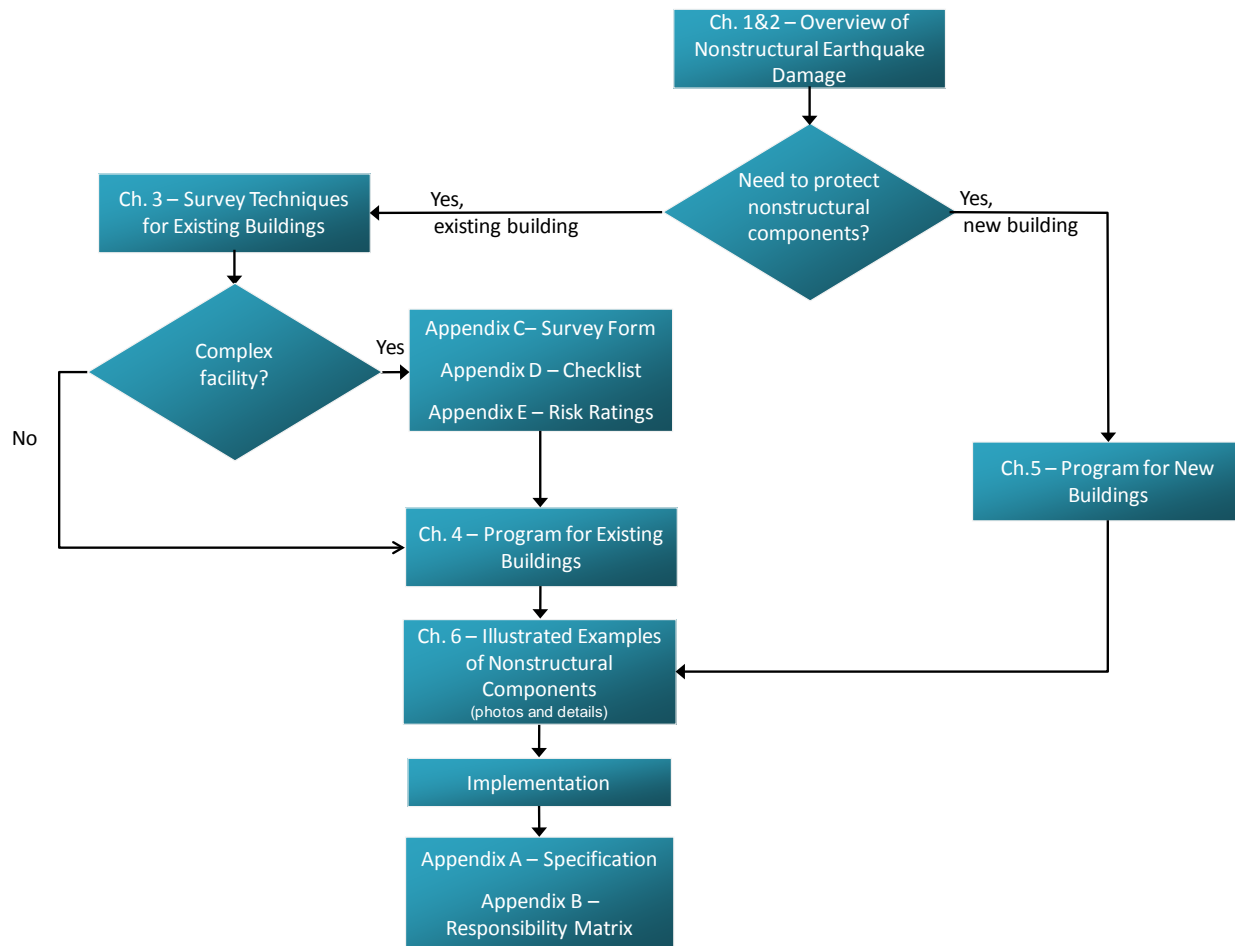 Ch. 1&2 – Overview of
Nonstructural Earthquake
Damage
Need to protect
nonstructural
components?
Yes,
existing building
Yes,
new building
Ch. 3 – Survey Techniques
for Existing Buildings
Complex
facility?
Yes
No
Appendix C– Survey Form
Appendix D – Checklist
Appendix E – Risk Ratings
Ch.5 – Program for New
Buildings
Ch. 4 – Program for Existing
Buildings
Ch. 6 – Illustrated Examples
of Nonstructural
Components
(photos and details)
Implementation
Appendix A – Specification
Appendix B –
Responsibility Matrix